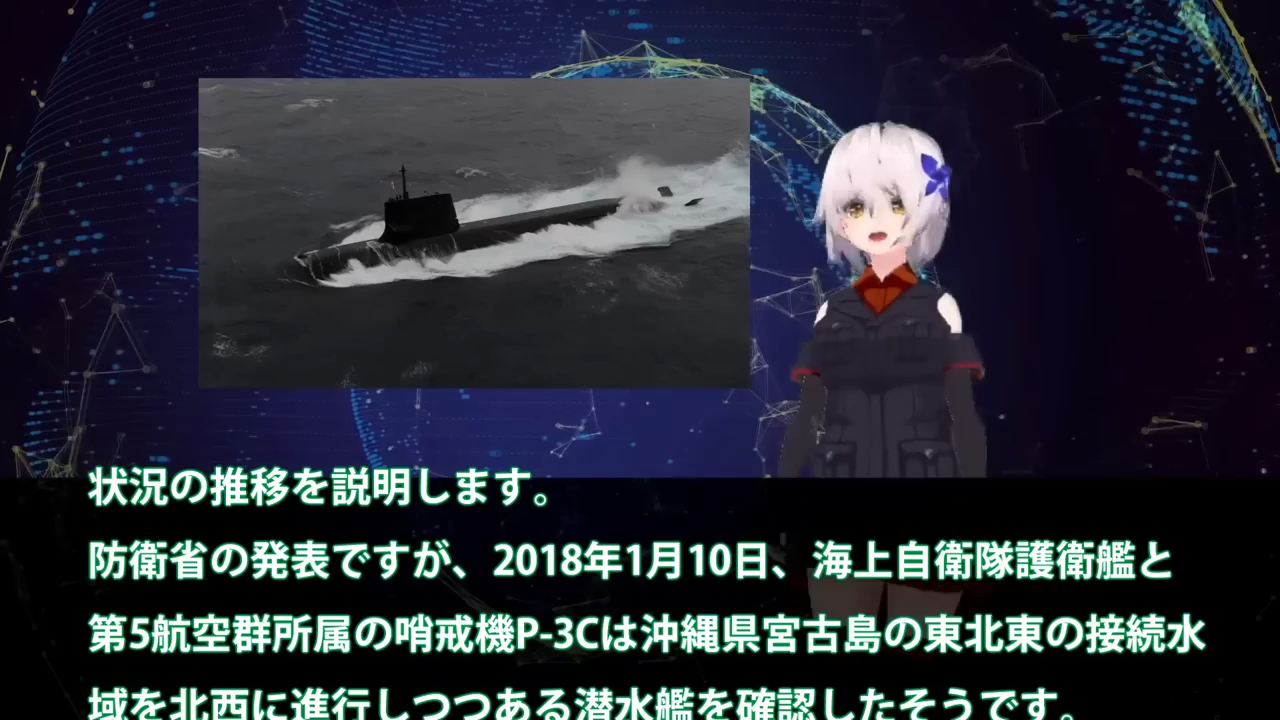 状況の推移を説明します。
防衛省の発表ですが、2018年1月10日、海上自衛隊護衛艦と
第5航空群所属の哨戒機P-3Cは沖縄県宮古島の東北東の接続水
域を北西に進行しつつある潜水艦を確認したそうです。